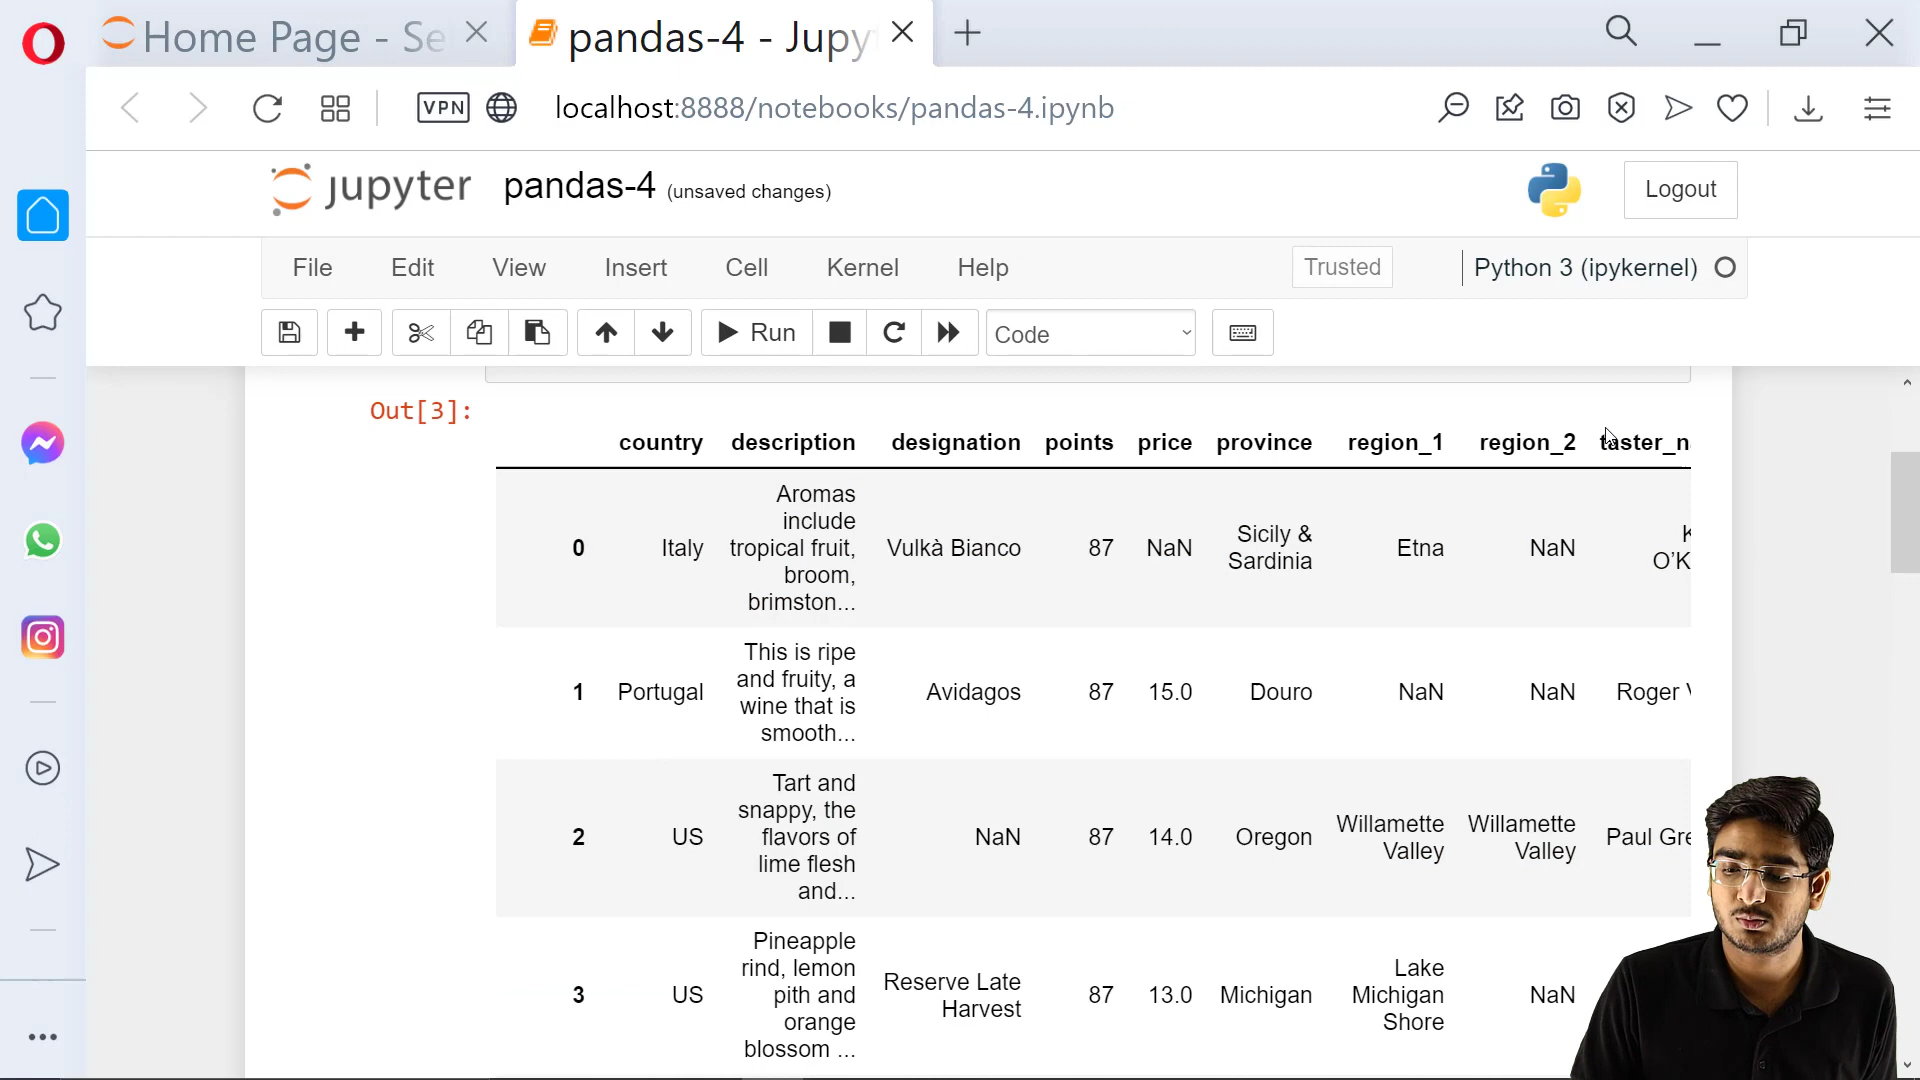 Home Page - Se
pandas-4 - Jupy
VPN
localhost:8888/notebooks/pandas-4.ipynb
jupyter pandas-4 (unsaved changes)
Logout
File Edit View Insert Cell Kernel Help Trusted Python 3 (ipykernel)
Run Code
Out[3]:
country description designation points price province region_1 region_2 taster_n
0 Italy Aromas include tropical fruit, broom, brimston... Vulkà Bianco 87 NaN Sicily & Sardinia Etna NaN K O’K
1 Portugal This is ripe and fruity, a wine that is smooth... Avidagos 87 15.0 Douro NaN NaN Roger V
2 US Tart and snappy, the flavors of lime flesh and... NaN 87 14.0 Oregon Willamette Valley Willamette Valley Paul Gre
3 US Pineapple rind, lemon pith and orange blossom ... Reserve Late Harvest 87 13.0 Michigan Lake Michigan Shore NaN